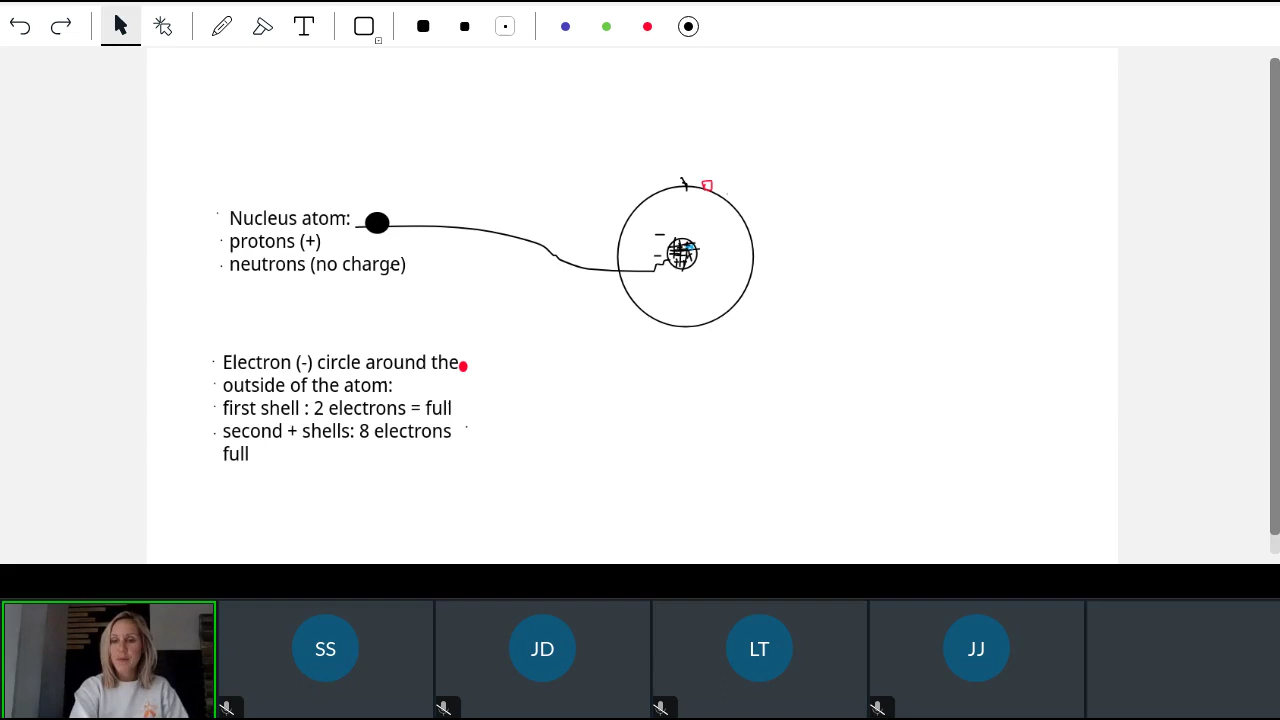 Nucleus atom:
protons (+)
neutrons (no charge)
Electron (-) circle around the
outside of the atom:
first shell : 2 electrons = full
second + shells: 8 electrons
full
SS
JD
LT
JJ